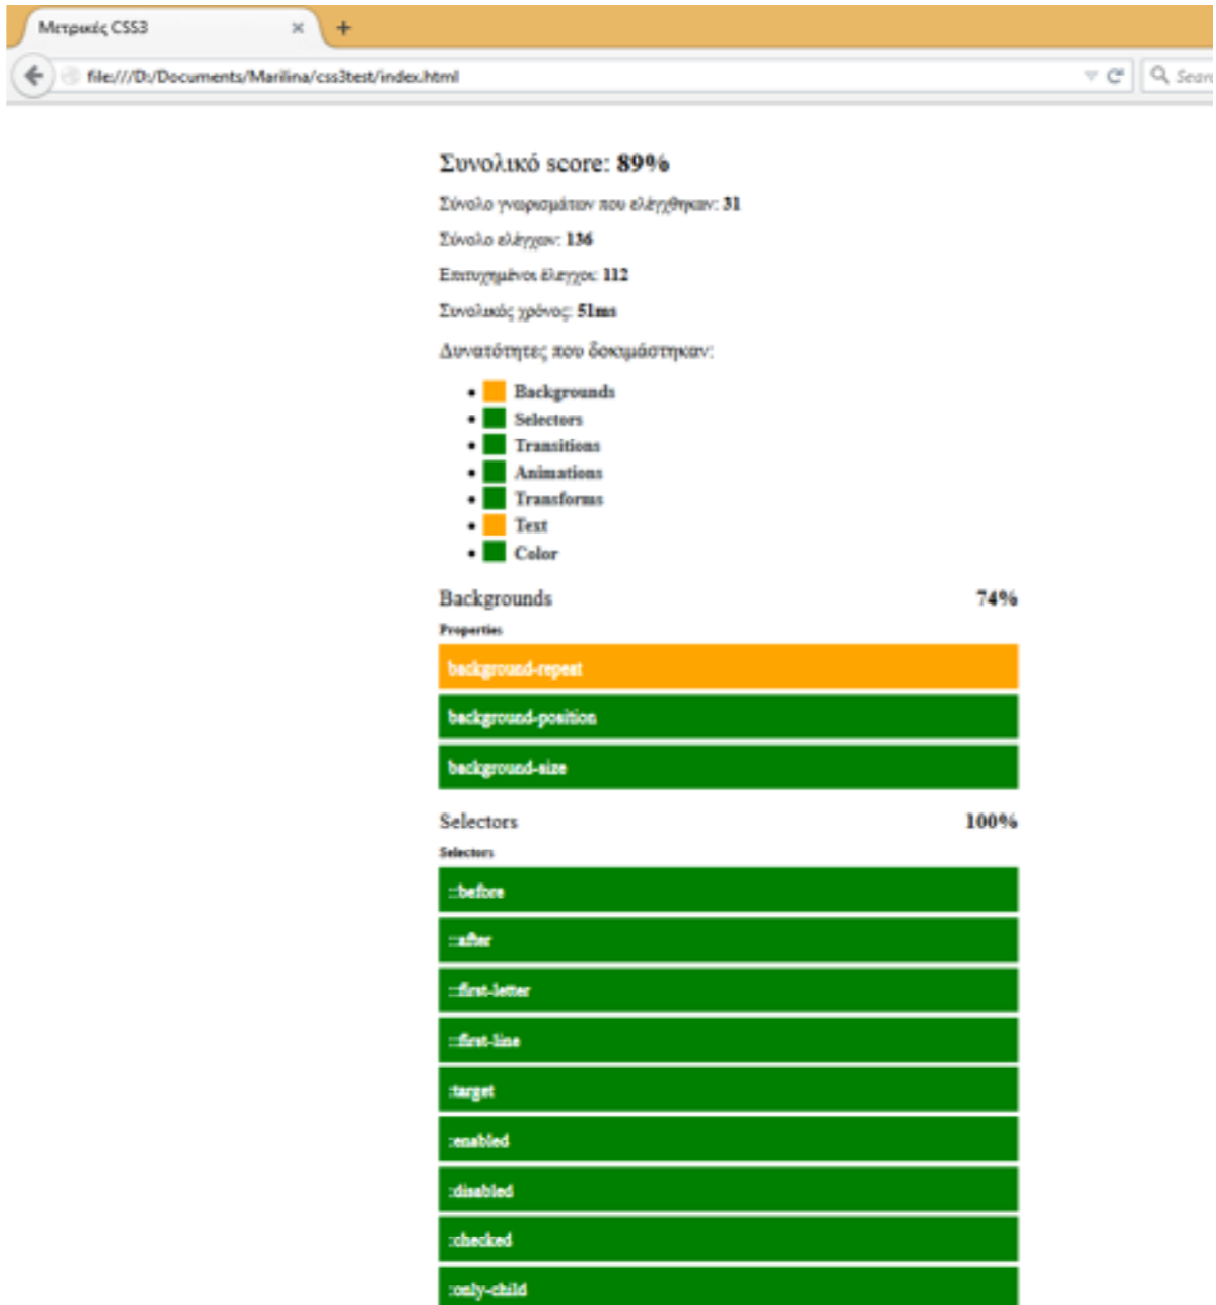 Μετρικές CSS3
file:///D:/Documents/Marilina/css3test/index.html
Sear
Συνολικό score: 89%
Σύνολο γνωρισμάτων που ελέγχθηκαν: 31
Σύνολο ελέγχων: 136
Επιτυχημένοι έλεγχοι: 112
Συνολικός χρόνος: 51ms
Δυνατότητες που δοκιμάστηκαν:
Backgrounds
Selectors
Transitions
Animations
Transforms
Text
Color
Backgrounds 74%
Properties
background-repeat
background-position
background-size
Selectors 100%
Selectors
::before
::after
::first-letter
::first-line
:target
:enabled
:disabled
:checked
:only-child